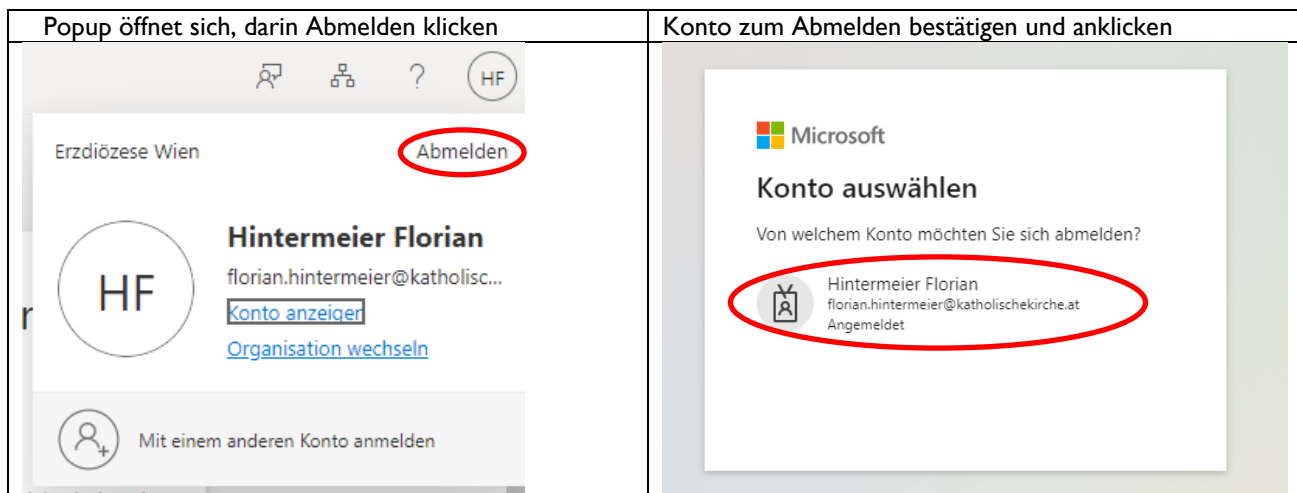 Popup öffnet sich, darin Abmelden klicken
Konto zum Abmelden bestätigen und anklicken
? HF
Erzdiözese Wien
Abmelden
HF
Hintermeier Florian
florian.hintermeier@katholisc...
Konto anzeigen
Organisation wechseln
Mit einem anderen Konto anmelden
Microsoft
Konto auswählen
Von welchem Konto möchten Sie sich abmelden?
Hintermeier Florian
florian.hintermeier@katholischekirche.at
Angemeldet